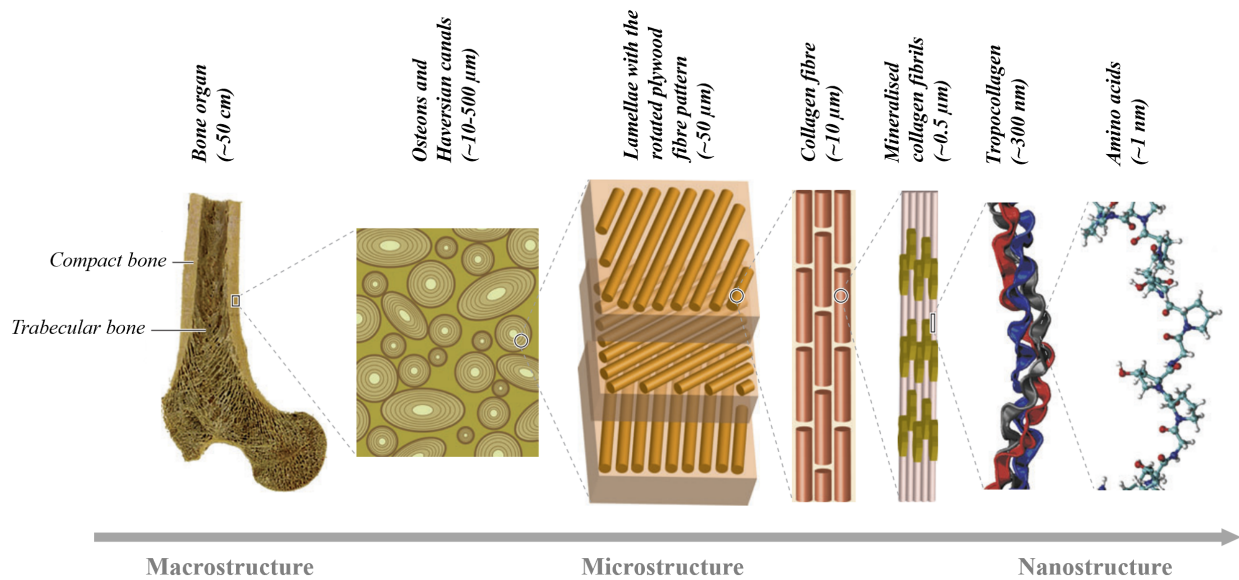 Bone organ
(~50 cm)
Osteons and
Haversian canals
(~10-500 µm)
Lamellae with the
rotated plywood
fibre pattern
(~50 µm)
Collagen fibre
(~10 µm)
Mineralised
collagen fibrils
(~0.5 µm)
Tropocollagen
(~300 nm)
Amino acids
(~1 nm)
Compact bone
Trabecular bone
Macrostructure
Microstructure
Nanostructure